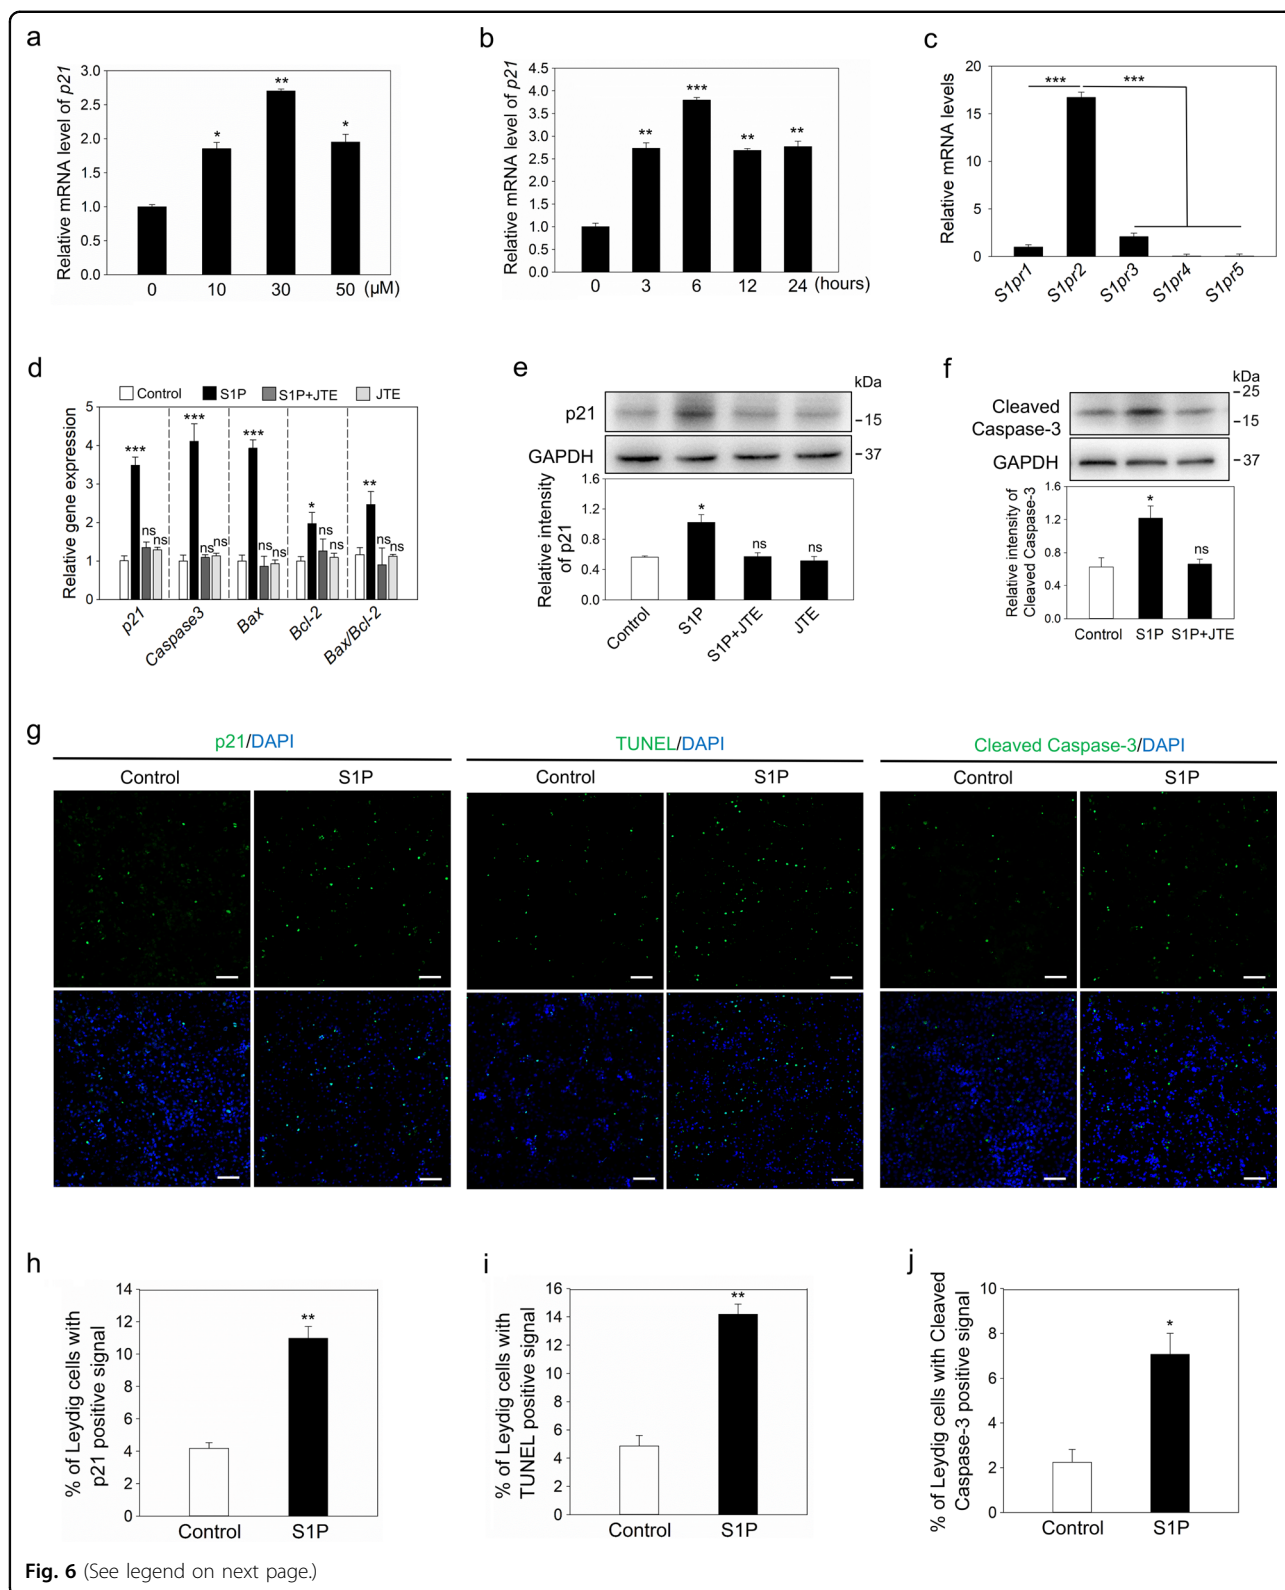 a
Relative mRNA level of p21
3.0
2.5
2.0
1.5
1.0
0.5
0.0
* ** *
0 10 30 50 (μM)
b
Relative mRNA level of p21
4.5
4.0
3.5
3.0
2.5
2.0
1.5
1.0
0.5
0.0
** *** ** **
0 3 6 12 24 (hours)
c
Relative mRNA levels
20
15
10
5
0
*** ***
S1pr1 S1pr2 S1pr3 S1pr4 S1pr5
d
Control S1P S1P+JTE JTE
Relative gene expression
5
4
3
2
1
0
*** ns ns
*** ns ns
*** ns ns
* ns ns
** ns ns
p21 Caspase3 Bax Bcl-2 Bax/Bcl-2
e
kDa
p21
-15
GAPDH
-37
Relative intensity
of p21
1.6
1.2
0.8
0.4
0.0
* ns ns
Control S1P S1P+JTE JTE
f
kDa
-25
Cleaved
Caspase-3
-15
GAPDH
-37
Relative intensity of
Cleaved Caspase-3
1.6
1.2
0.8
0.4
0.0
* ns
Control S1P S1P+JTE
g
p21/DAPI TUNEL/DAPI Cleaved Caspase-3/DAPI
Control S1P Control S1P Control S1P
h
% of Leydig cells with
p21 positive signal
14
12
10
8
6
4
2
0
**
Control S1P
i
% of Leydig cells with
TUNEL positive signal
16
14
12
10
8
6
4
2
0
**
Control S1P
j
% of Leydig cells with Cleaved
Caspase-3 positive signal
10
8
6
4
2
0
*
Control S1P
Fig. 6 (See legend on next page.)